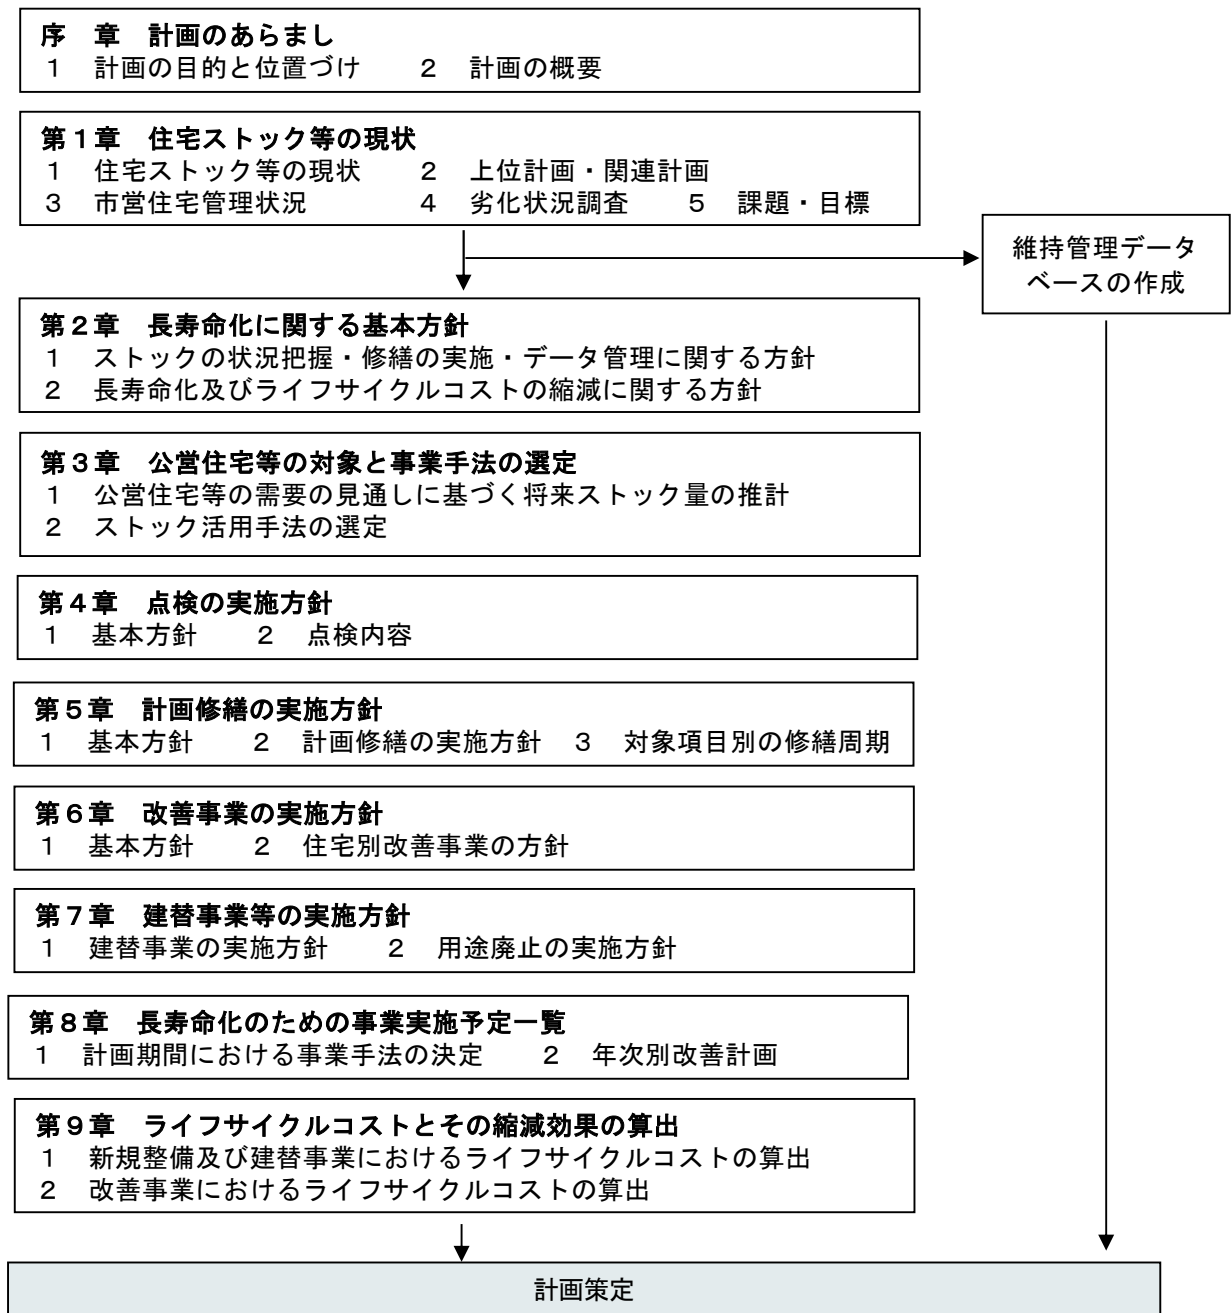 序　章　計画のあらまし
１　計画の目的と位置づけ　　２　計画の概要
第１章　住宅ストック等の現状
１　住宅ストック等の現状　　２　上位計画・関連計画
３　市営住宅管理状況　　　　４　劣化状況調査　　５　課題・目標
維持管理データ
ベースの作成
第２章　長寿命化に関する基本方針
１　ストックの状況把握・修繕の実施・データ管理に関する方針
２　長寿命化及びライフサイクルコストの縮減に関する方針
第３章　公営住宅等の対象と事業手法の選定
１　公営住宅等の需要の見通しに基づく将来ストック量の推計
２　ストック活用手法の選定
第４章　点検の実施方針
１　基本方針　　２　点検内容
第５章　計画修繕の実施方針
１　基本方針　　２　計画修繕の実施方針　３　対象項目別の修繕周期
第６章　改善事業の実施方針
１　基本方針　　２　住宅別改善事業の方針
第７章　建替事業等の実施方針
１　建替事業の実施方針　　２　用途廃止の実施方針
第８章　長寿命化のための事業実施予定一覧
１　計画期間における事業手法の決定　　２　年次別改善計画
第９章　ライフサイクルコストとその縮減効果の算出
１　新規整備及び建替事業におけるライフサイクルコストの算出
２　改善事業におけるライフサイクルコストの算出
計画策定